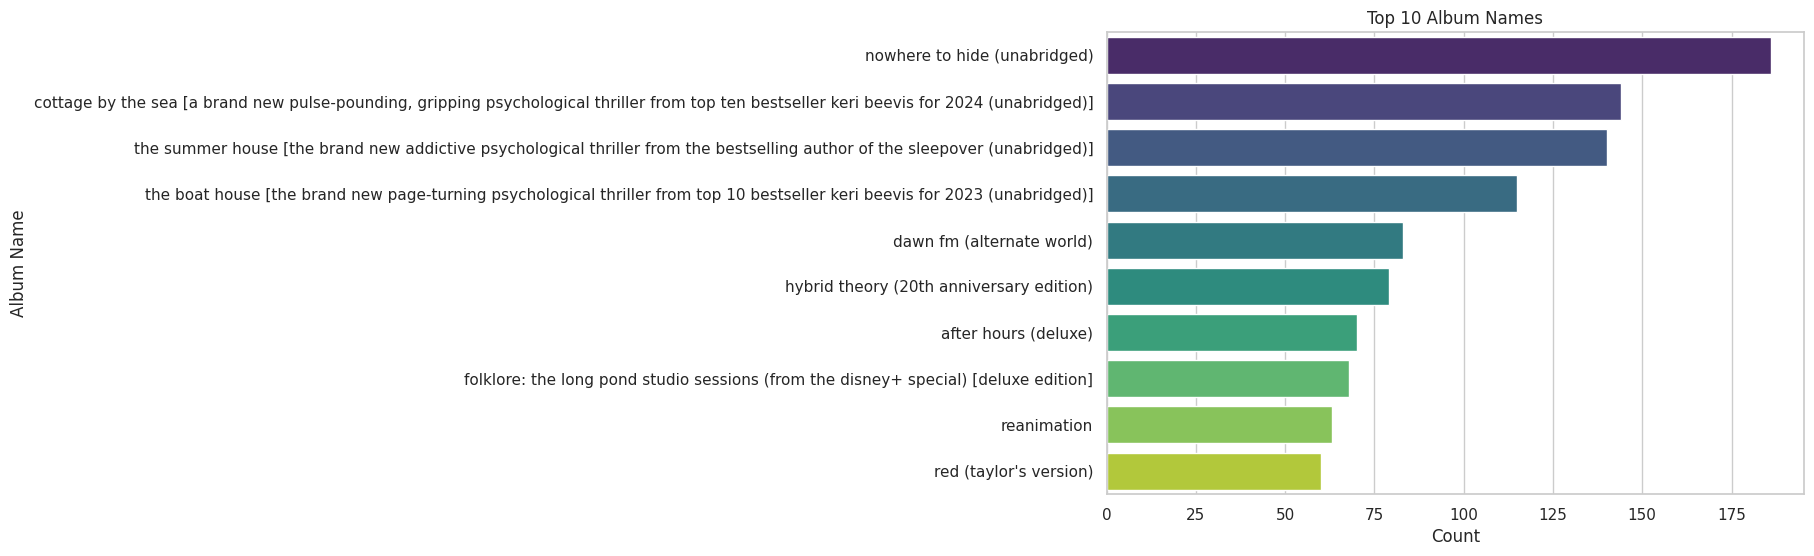 Top 10 Album Names
Album Name
nowhere to hide (unabridged)
cottage by the sea [a brand new pulse-pounding, gripping psychological thriller from top ten bestseller keri beevis for 2024 (unabridged)]
the summer house [the brand new addictive psychological thriller from the bestselling author of the sleepover (unabridged)]
the boat house [the brand new page-turning psychological thriller from top 10 bestseller keri beevis for 2023 (unabridged)]
dawn fm (alternate world)
hybrid theory (20th anniversary edition)
after hours (deluxe)
folklore: the long pond studio sessions (from the disney+ special) [deluxe edition]
reanimation
red (taylor's version)
0 25 50 75 100 125 150 175
Count